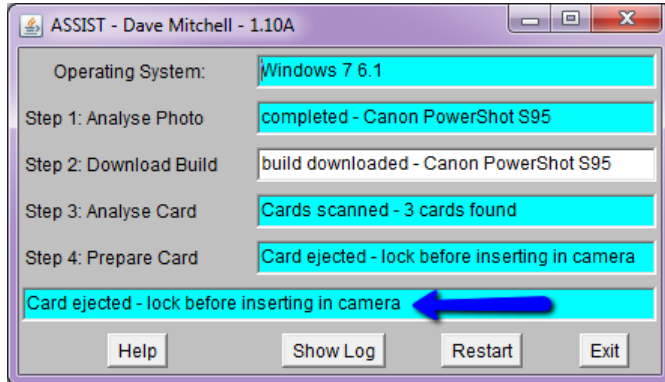 ASSIST - Dave Mitchell - 1.10A
Operating System: Windows 7 6.1
Step 1: Analyse Photo completed - Canon PowerShot S95
Step 2: Download Build build downloaded - Canon PowerShot S95
Step 3: Analyse Card Cards scanned - 3 cards found
Step 4: Prepare Card Card ejected - lock before inserting in camera
Card ejected - lock before inserting in camera
Help Show Log Restart Exit